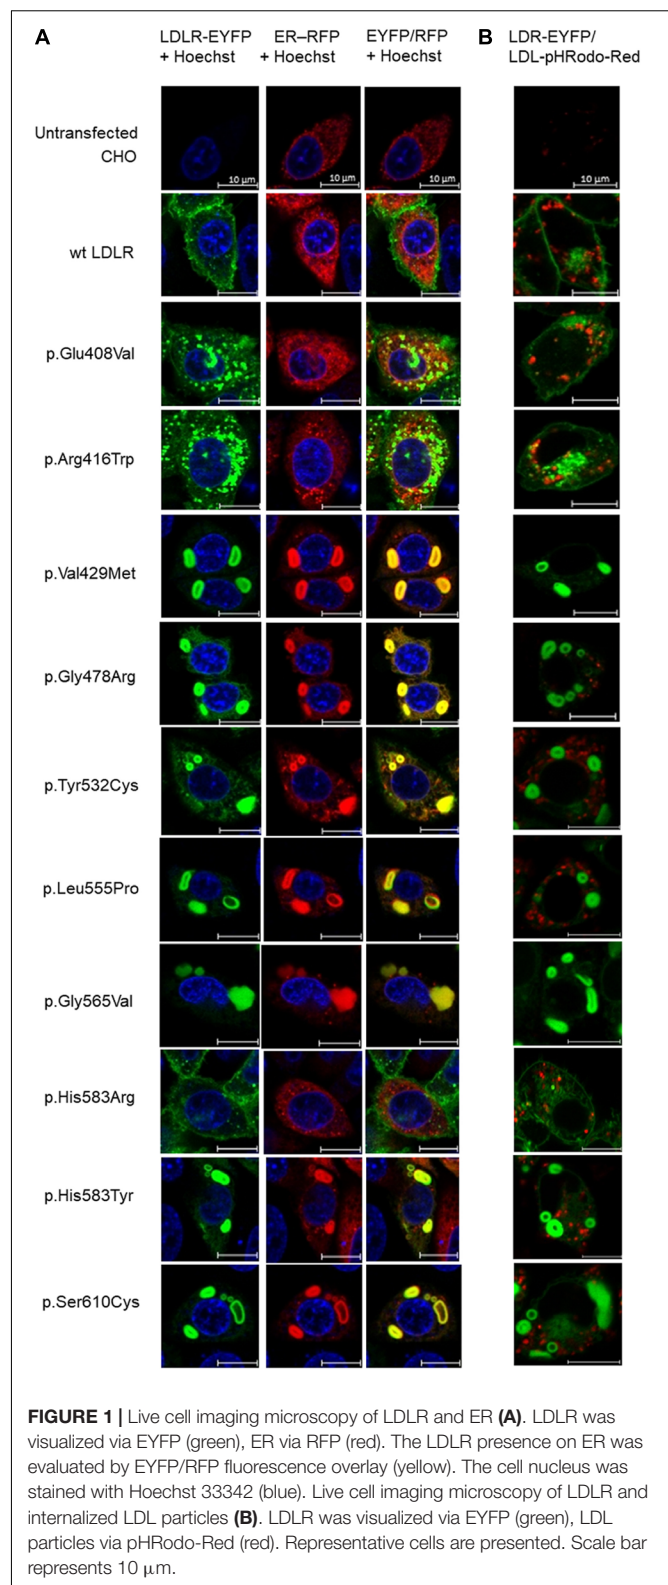 A
LDLR-EYFP + Hoechst
ER–RFP + Hoechst
EYFP/RFP + Hoechst
B
LDR-EYFP/
LDL-pHRodo-Red
Untransfected
CHO
10 µm
10 µm
10 µm
10 µm
wt LDLR
p.Glu408Val
p.Arg416Trp
p.Val429Met
p.Gly478Arg
p.Tyr532Cys
p.Leu555Pro
p.Gly565Val
p.His583Arg
p.His583Tyr
p.Ser610Cys
FIGURE 1 | Live cell imaging microscopy of LDLR and ER (A). LDLR was
visualized via EYFP (green), ER via RFP (red). The LDLR presence on ER was
evaluated by EYFP/RFP fluorescence overlay (yellow). The cell nucleus was
stained with Hoechst 33342 (blue). Live cell imaging microscopy of LDLR and
internalized LDL particles (B). LDLR was visualized via EYFP (green), LDL
particles via pHRodo-Red (red). Representative cells are presented. Scale bar
represents 10 µm.